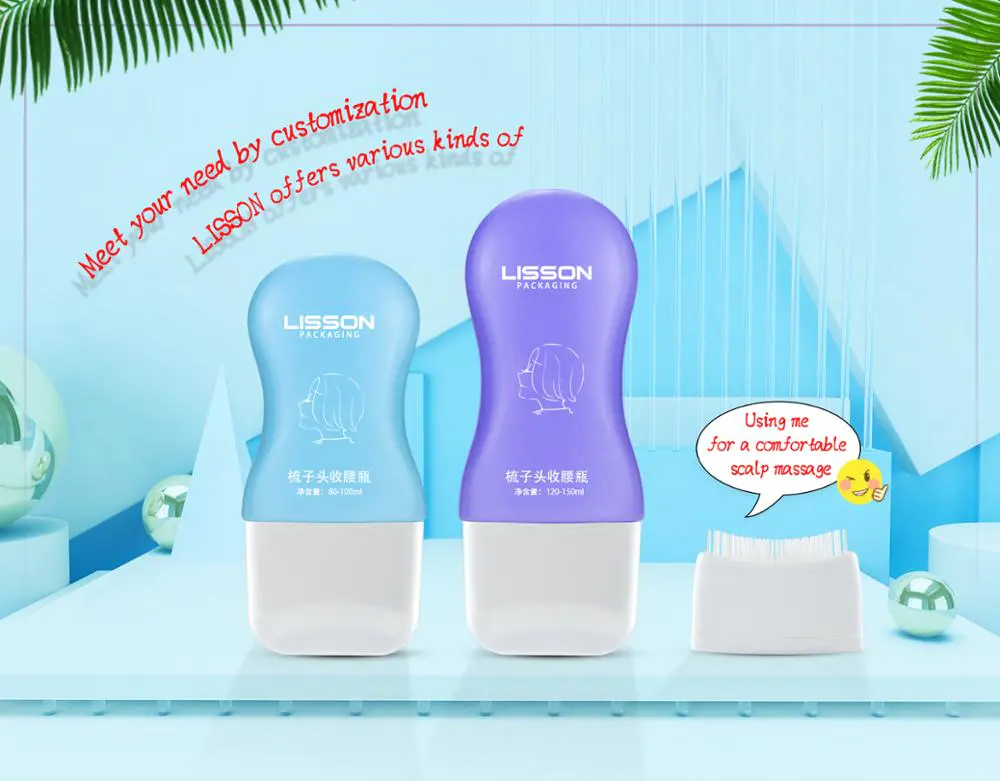 Meet your need by customization
LISSON offers various kinds of
LISSON
PACKAGING
梳子头收腰瓶
净含量：80-100ml
LISSON
PACKAGING
梳子头收腰瓶
净含量：120-150ml
Using me
for a comfortable
scalp massage